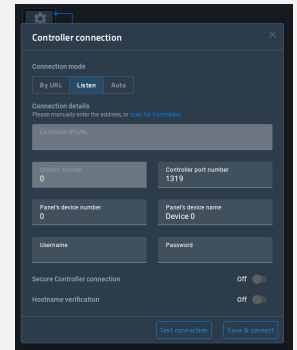 Controller connection
Connection mode
By URL Listen Auto
Connection details
Please manually enter the address, or scan for Controllers.
Controller IP/URL
System number
0
Controller port number
1319
Panel's device number
0
Panel's device name
Device 0
Username
Password
Secure Controller connection Off
Hostname verification Off
Test connection Save & connect